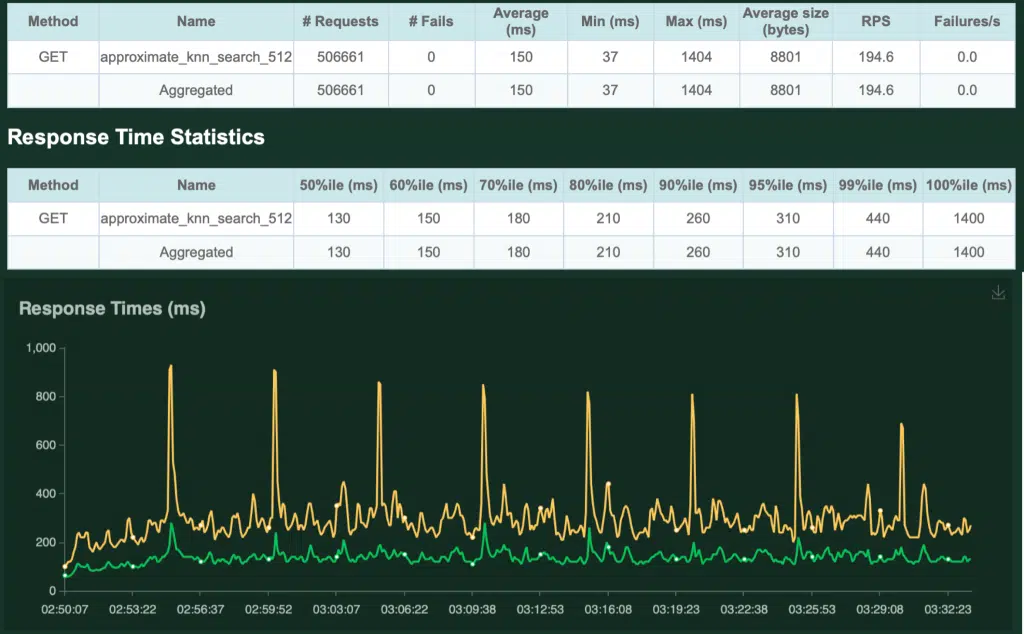 Method Name # Requests # Fails Average (ms) Min (ms) Max (ms) Average size (bytes) RPS Failures/s
GET approximate_knn_search_512 506661 0 150 37 1404 8801 194.6 0.0
Aggregated 506661 0 150 37 1404 8801 194.6 0.0
Response Time Statistics
Method Name 50%ile (ms) 60%ile (ms) 70%ile (ms) 80%ile (ms) 90%ile (ms) 95%ile (ms) 99%ile (ms) 100%ile (ms)
GET approximate_knn_search_512 130 150 180 210 260 310 440 1400
Aggregated 130 150 180 210 260 310 440 1400
Response Times (ms)
1,000
800
600
400
200
0
02:50:07 02:53:22 02:56:37 02:59:52 03:03:07 03:06:22 03:09:38 03:12:53 03:16:08 03:19:23 03:22:38 03:25:53 03:29:08 03:32:23